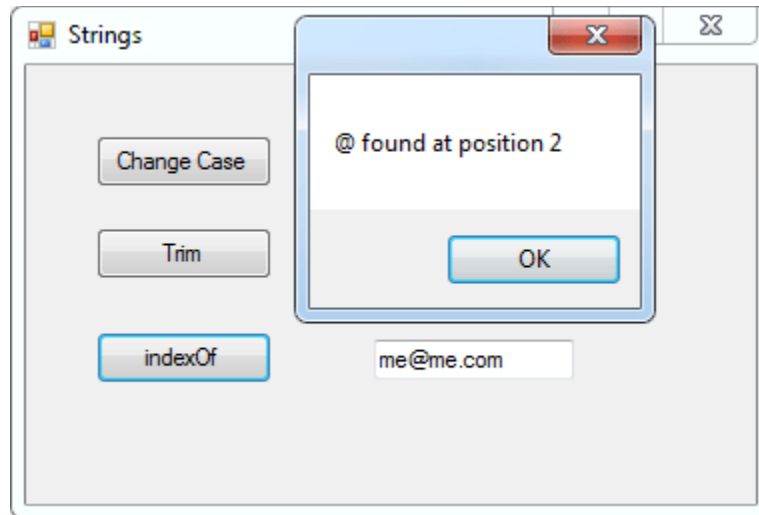 Strings
@ found at position 2
OK
Change Case
Trim
indexOf
me@me.com